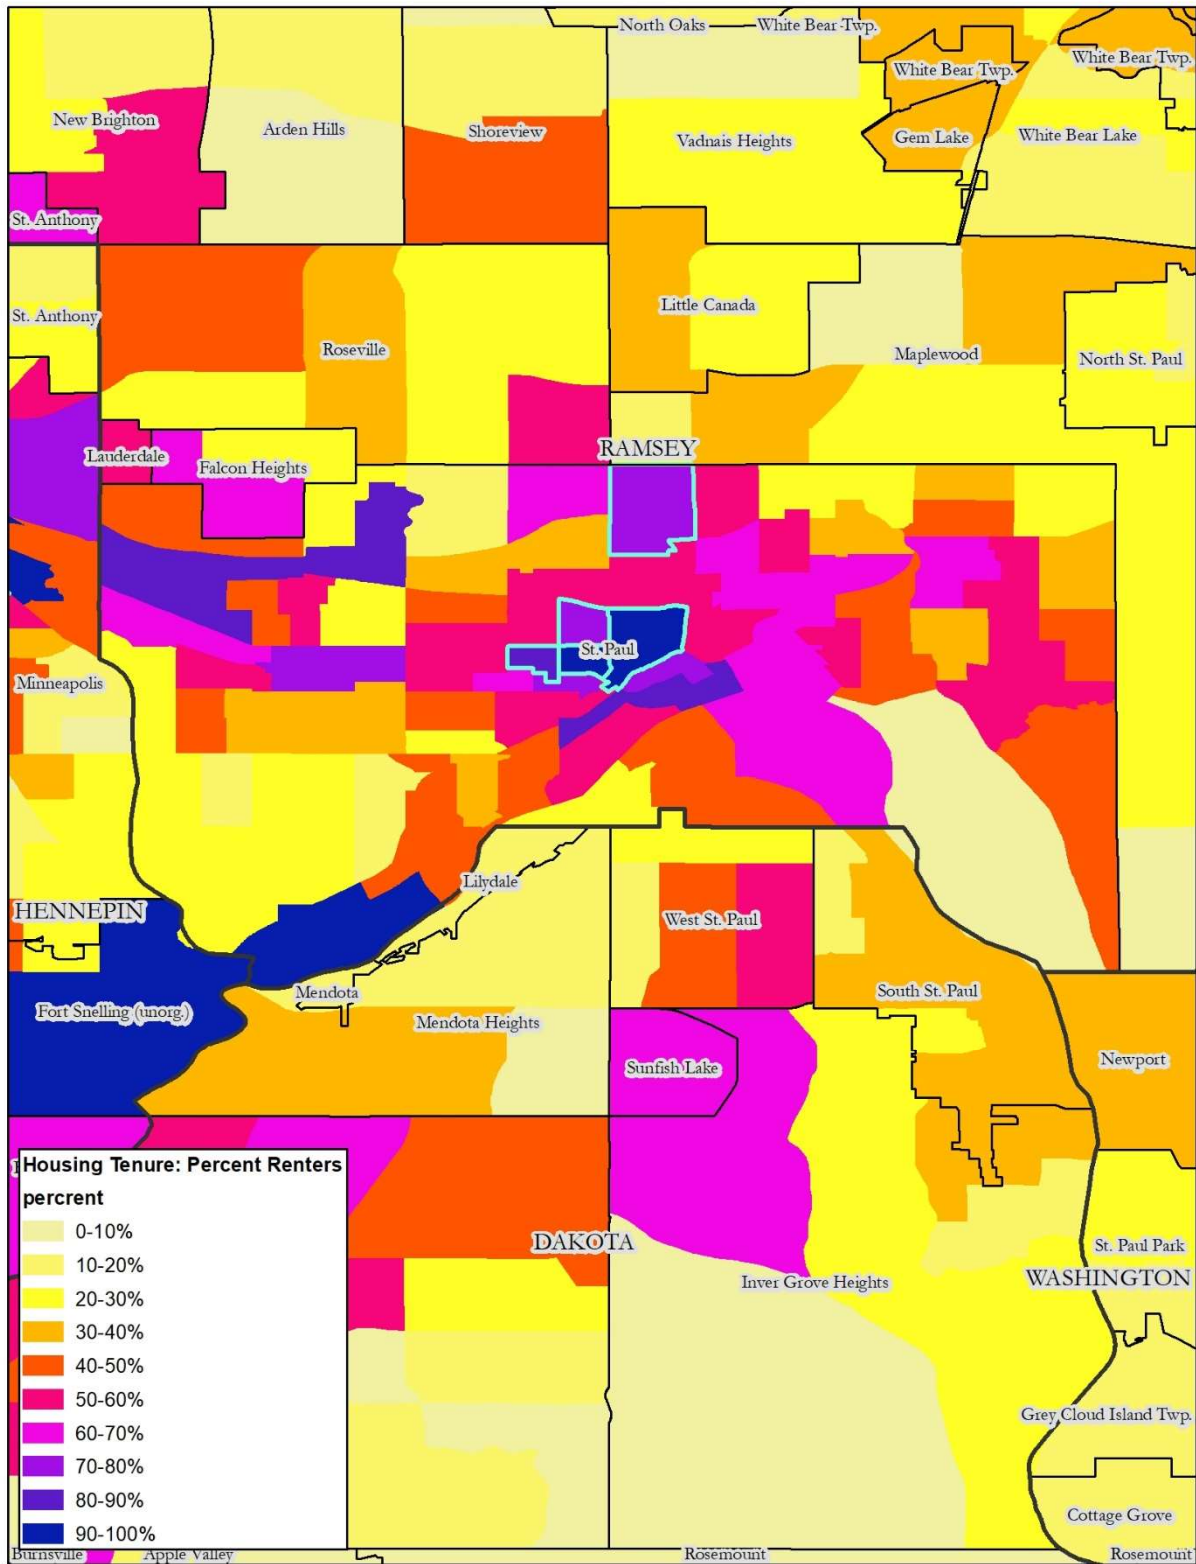 North Oaks
White Bear Twp.
White Bear Twp.
White Bear Twp.
New Brighton
Arden Hills
Shoreview
Vadnais Heights
Gem Lake
White Bear Lake
St. Anthony
St. Anthony
Little Canada
Roseville
Maplewood
North St. Paul
RAMSEY
Lauderdale
Falcon Heights
St. Paul
Minneapolis
Lilydale
HENNEPIN
West St. Paul
Mendota
South St. Paul
Fort Snelling (unorg.)
Mendota Heights
Sunfish Lake
Newport
DAKOTA
St. Paul Park
Inver Grove Heights
WASHINGTON
Grey Cloud Island Twp.
Cottage Grove
Housing Tenure: Percent Renters
percrent
0-10%
10-20%
20-30%
30-40%
40-50%
50-60%
60-70%
70-80%
80-90%
90-100%
Burnsville
Apple Valley
Rosemount
Rosemount